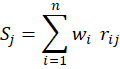 $S_j = \sum_{i=1}^{n} w_i \; r_{ij}$